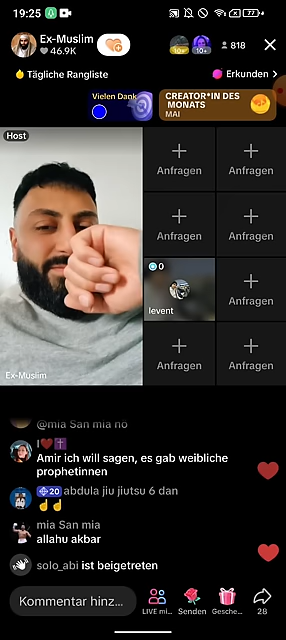 19:25
77
Ex-Muslim
46.9K
10
10
818
Tägliche Rangliste
Erkunden >
Vielen Dank
CREATOR*IN DES
MONATS
MAI
Host
Anfragen
Anfragen
Anfragen
Anfragen
0
levent
Anfragen
Anfragen
Anfragen
Ex-Muslim
@mia San mia no
I❤️✝️
Amir ich will sagen, es gab weibliche
prophetinnen
20 abdula jiu jiutsu 6 dan
☝️☝️
mia San mia
allahu akbar
solo_abi ist beigetreten
Kommentar hinz...
LIVE mi...
Senden
Gesche...
28